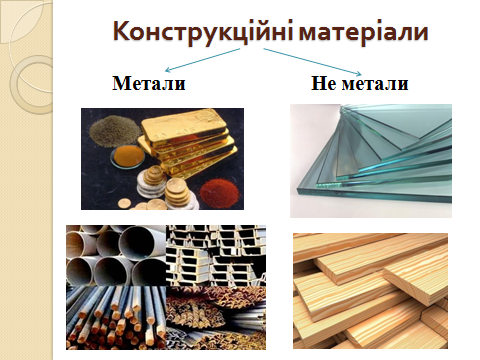 Конструкційні матеріали
Метали
Не метали